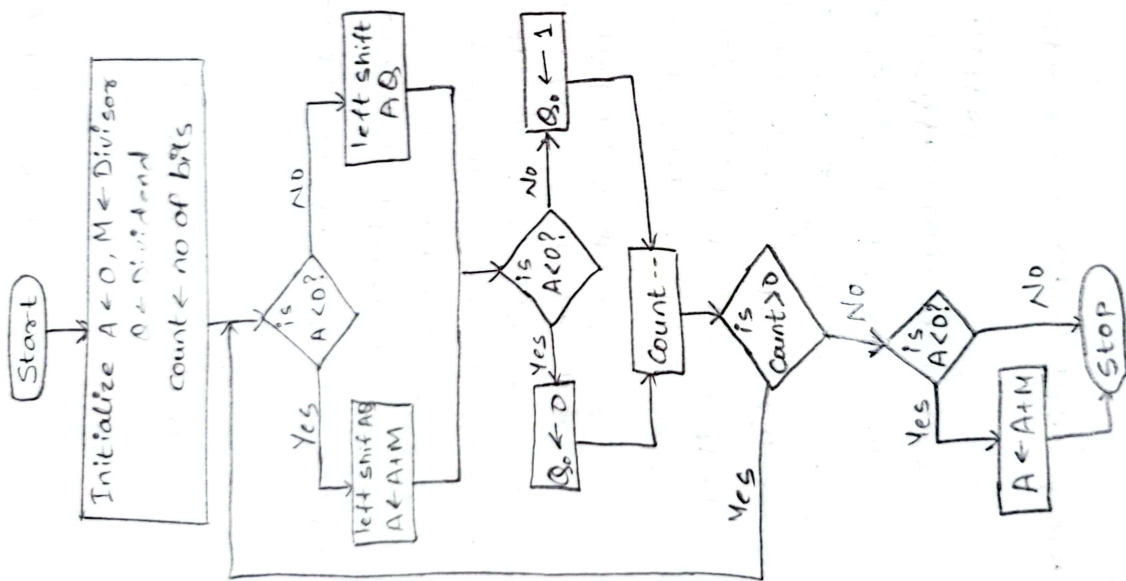 Start
Initialize A ← 0, M ← Divisor
Q ← Dividend
Count ← no of bits
is
A<0?
Yes
NO
left shift AQ
A←A+M
left shift
AQ
is
A<0?
Yes
NO
Q₀ ← 0
Q₀ ← 1
Count--
is
Count>0
Yes
NO
is
A<0?
Yes
NO
A ← A+M
Stop